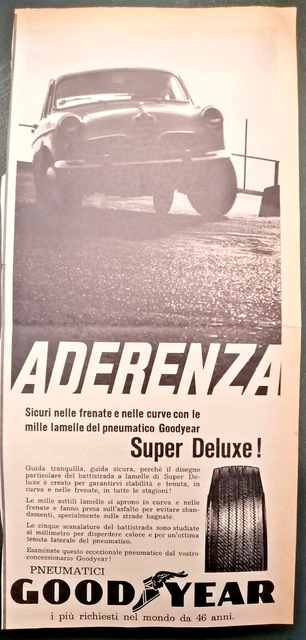 ADERENZA
Sicuri nelle frenate e nelle curve con le
mille lamelle del pneumatico Goodyear
Super Deluxe!
Guida tranquilla, guida sicura, perchè il disegno
particolare del battistrada a lamelle di Super De-
luxe è creato per garantirvi stabilità e tenuta, in
curva e nelle frenate, in tutte le stagioni!
Le mille sottili lamelle si aprono in curva e nelle
frenate e fanno presa sull'asfalto per evitare sban-
damenti, specialmente sulle strade bagnate.
Le cinque scanalature del battistrada sono studiate
al millimetro per disperdere calore e per un'ottima
tenuta laterale del pneumatico.
Esaminate questo eccezionale pneumatico dal vostro
concessionario Goodyear!
PNEUMATICI
GOOD YEAR
i più richiesti nel mondo da 46 anni.